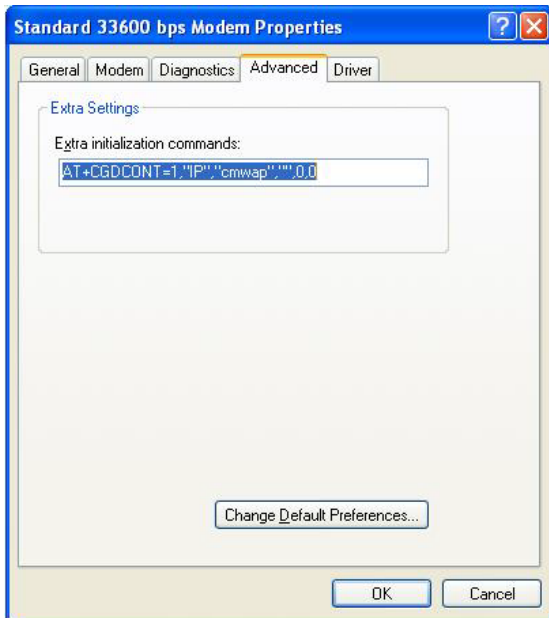 Standard 33600 bps Modem Properties
General Modem Diagnostics Advanced Driver
Extra Settings
Extra initialization commands:
AT+CGDCONT=1,"IP","cmwap","",0,0
Change Default Preferences...
OK Cancel